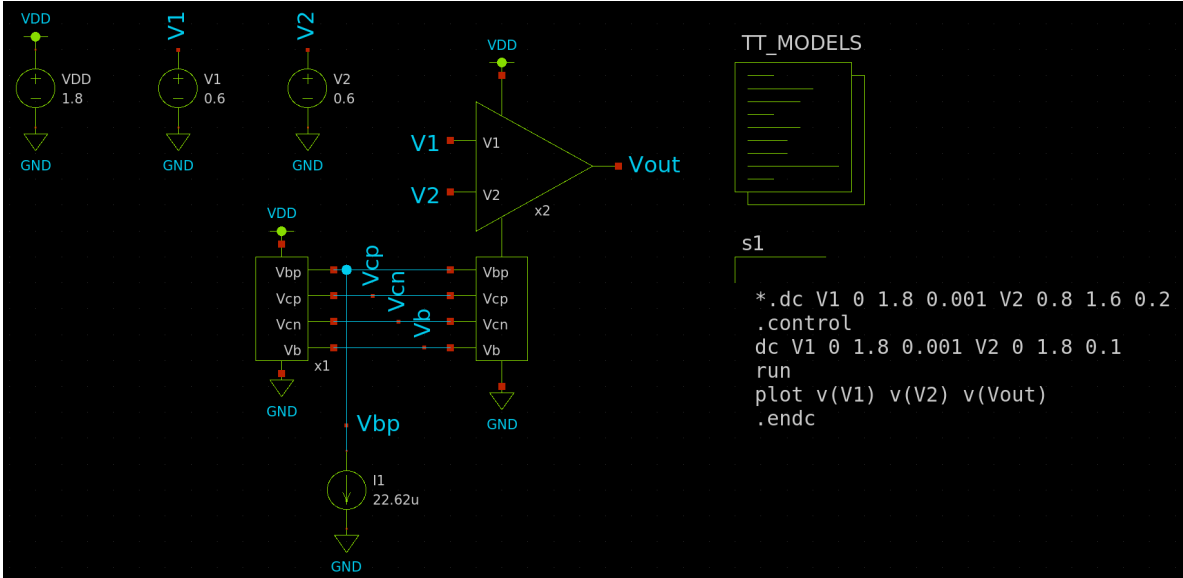 VDD
V1
V2
VDD
1.8
V1
0.6
V2
0.6
GND
GND
GND
VDD
V1
V1
V2
V2
x2
Vout
TT_MODELS
VDD
Vbp
Vcp
Vcn
Vb
x1
GND
Vcp
Vcn
Vb
Vbp
Vcp
Vcn
Vb
GND
Vbp
I1
22.62u
GND
s1
*.dc V1 0 1.8 0.001 V2 0.8 1.6 0.2
.control
dc V1 0 1.8 0.001 V2 0 1.8 0.1
run
plot v(V1) v(V2) v(Vout)
.endc